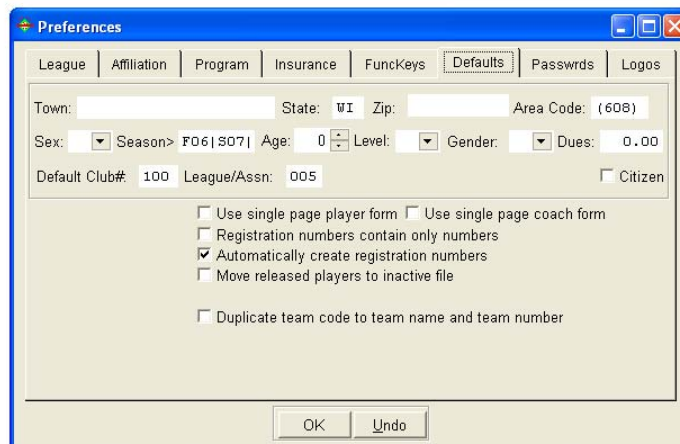 Preferences
League Affiliation Program Insurance FuncKeys Defaults Passwrds Logos
Town: State: WI Zip: Area Code: (608)
Sex: Season> F06|S07| Age: 0 Level: Gender: Dues: 0.00
Default Club#: 100 League/Assn: 005 Citizen
Use single page player form Use single page coach form
Registration numbers contain only numbers
Automatically create registration numbers
Move released players to inactive file
Duplicate team code to team name and team number
OK Undo